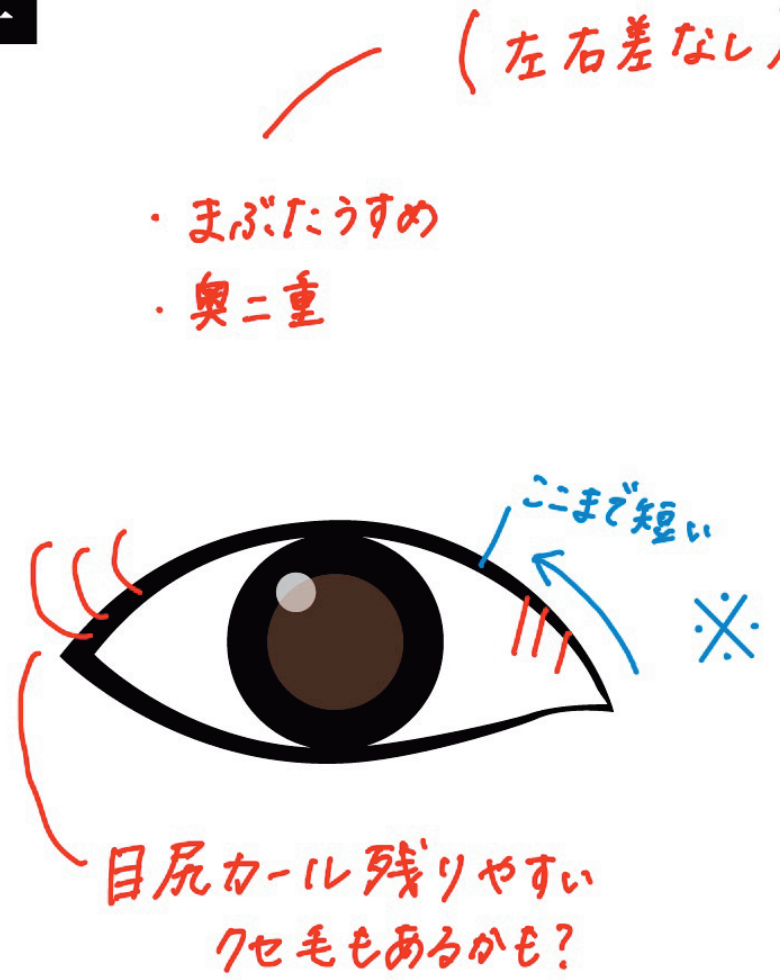 (左右差なし)
・まぶたうすめ
・奥二重
ここまで短い
※
目尻カール残りやすい
クセ毛もあるかも?